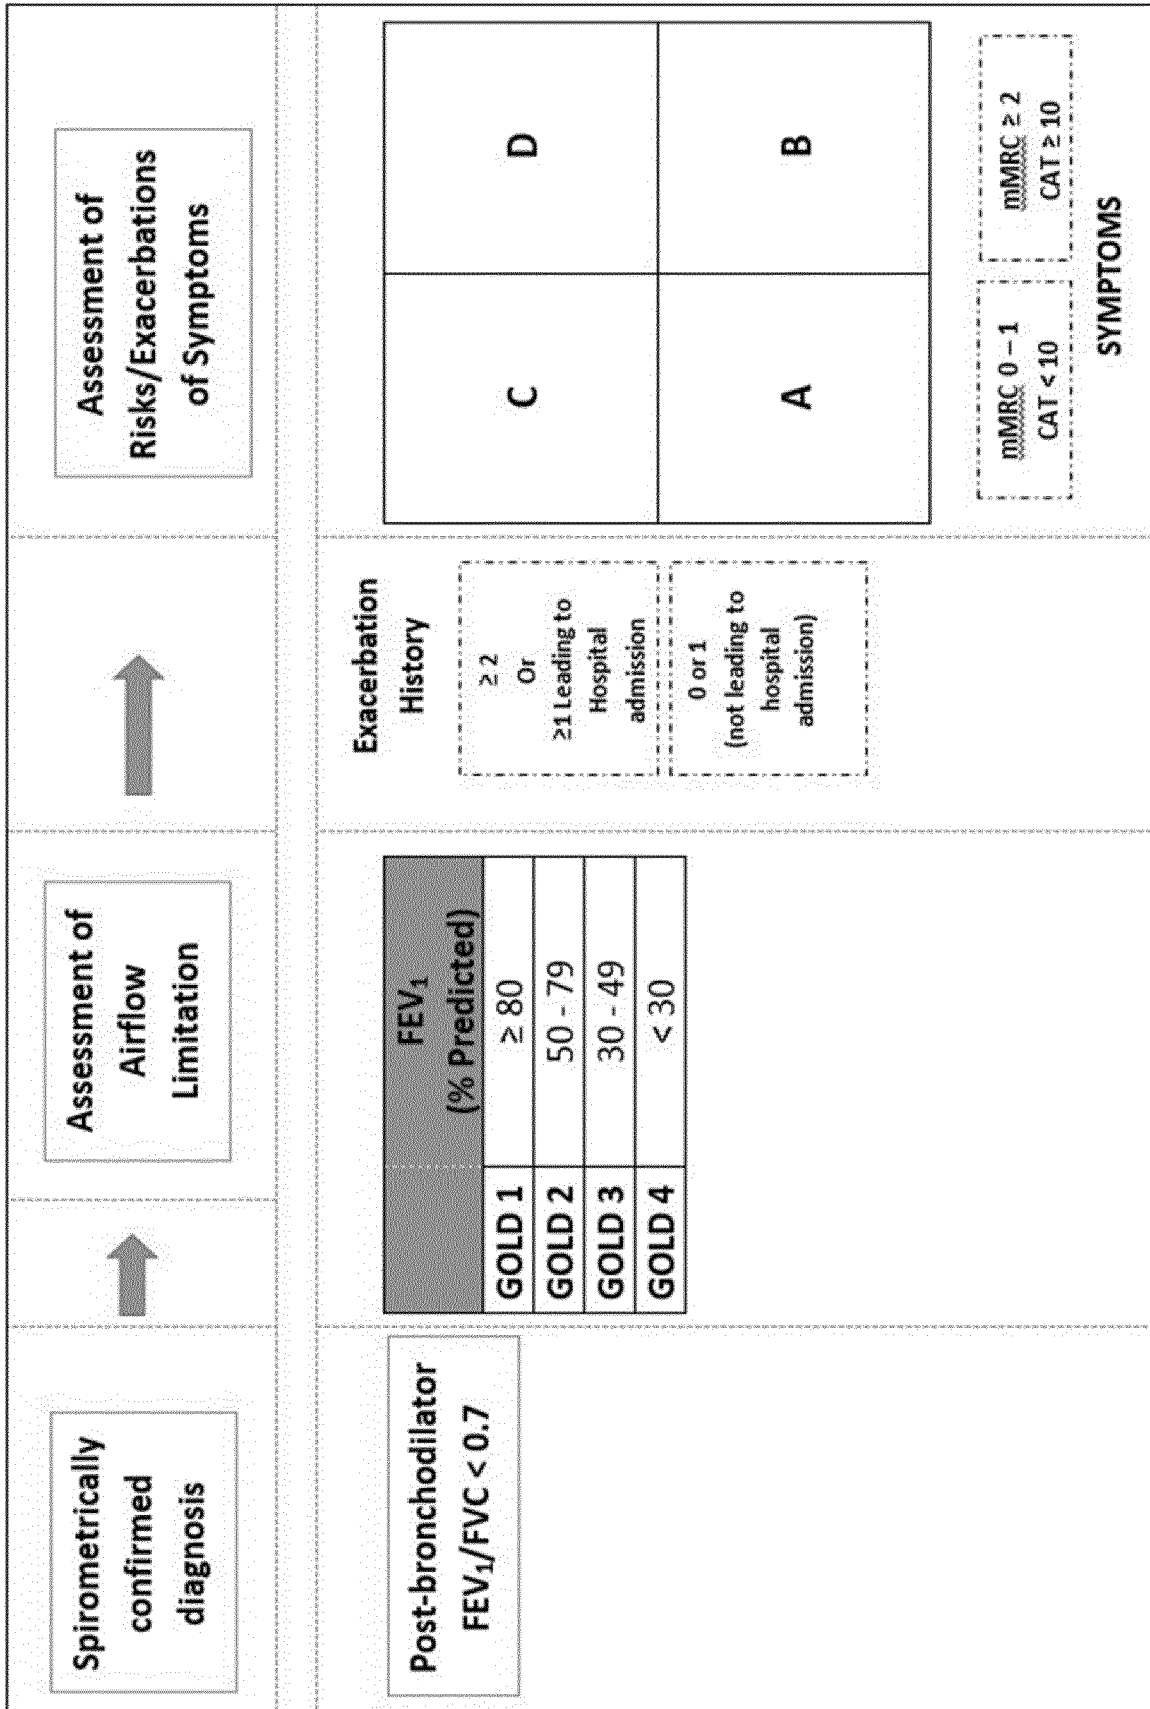 Spirometrically
confirmed
diagnosis
Assessment of
Airflow
Limitation
Assessment of
Risks/Exacerbations
of Symptoms
Post-bronchodilator
FEV₁/FVC < 0.7
FEV₁
(% Predicted)
GOLD 1 ≥ 80
GOLD 2 50 - 79
GOLD 3 30 - 49
GOLD 4 < 30
Exacerbation
History
≥ 2
Or
≥1 Leading to
Hospital
admission
0 or 1
(not leading to
hospital
admission)
C D
A B
mMRC 0 – 1
CAT < 10
mMRC ≥ 2
CAT ≥ 10
SYMPTOMS